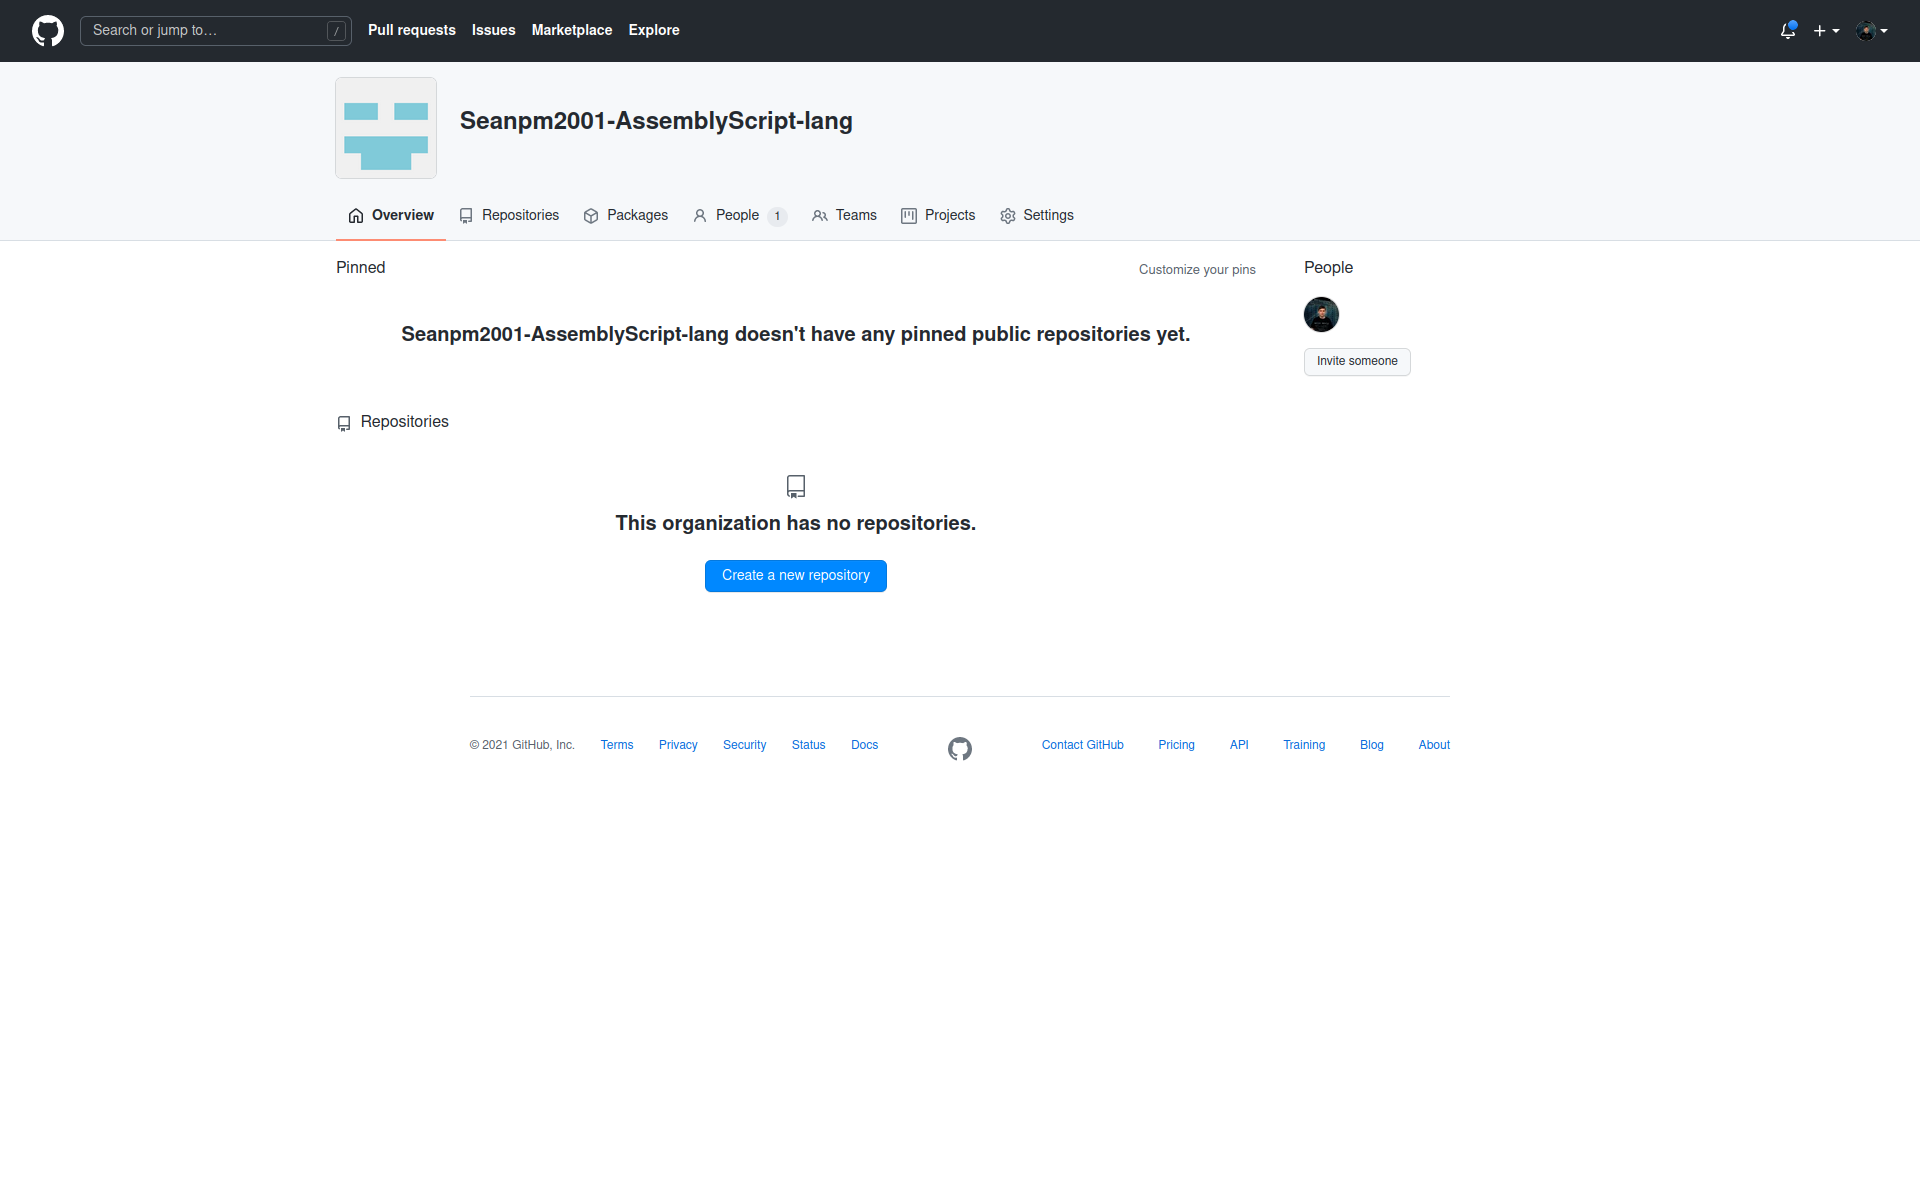 Search or jump to… /
Pull requests Issues Marketplace Explore
Seanpm2001-AssemblyScript-lang
Overview Repositories Packages People 1 Teams Projects Settings
Pinned Customize your pins
Seanpm2001-AssemblyScript-lang doesn't have any pinned public repositories yet.
People
Invite someone
Repositories
This organization has no repositories.
Create a new repository
© 2021 GitHub, Inc. Terms Privacy Security Status Docs Contact GitHub Pricing API Training Blog About